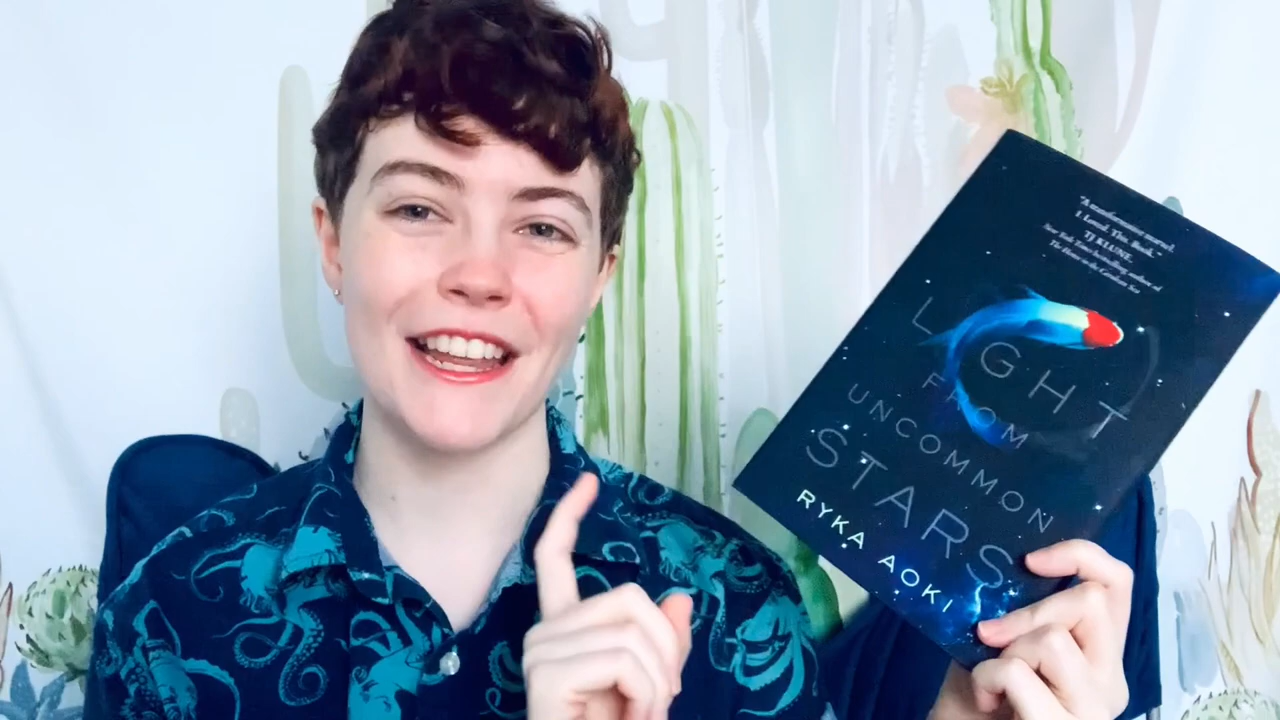 "A transformative marvel.
I. Loved. This. Book."
TJ KLUNE,
New York Times bestselling author of
The House in the Cerulean Sea
LIGHT
FROM
UNCOMMON
STARS
RYKA AOKI